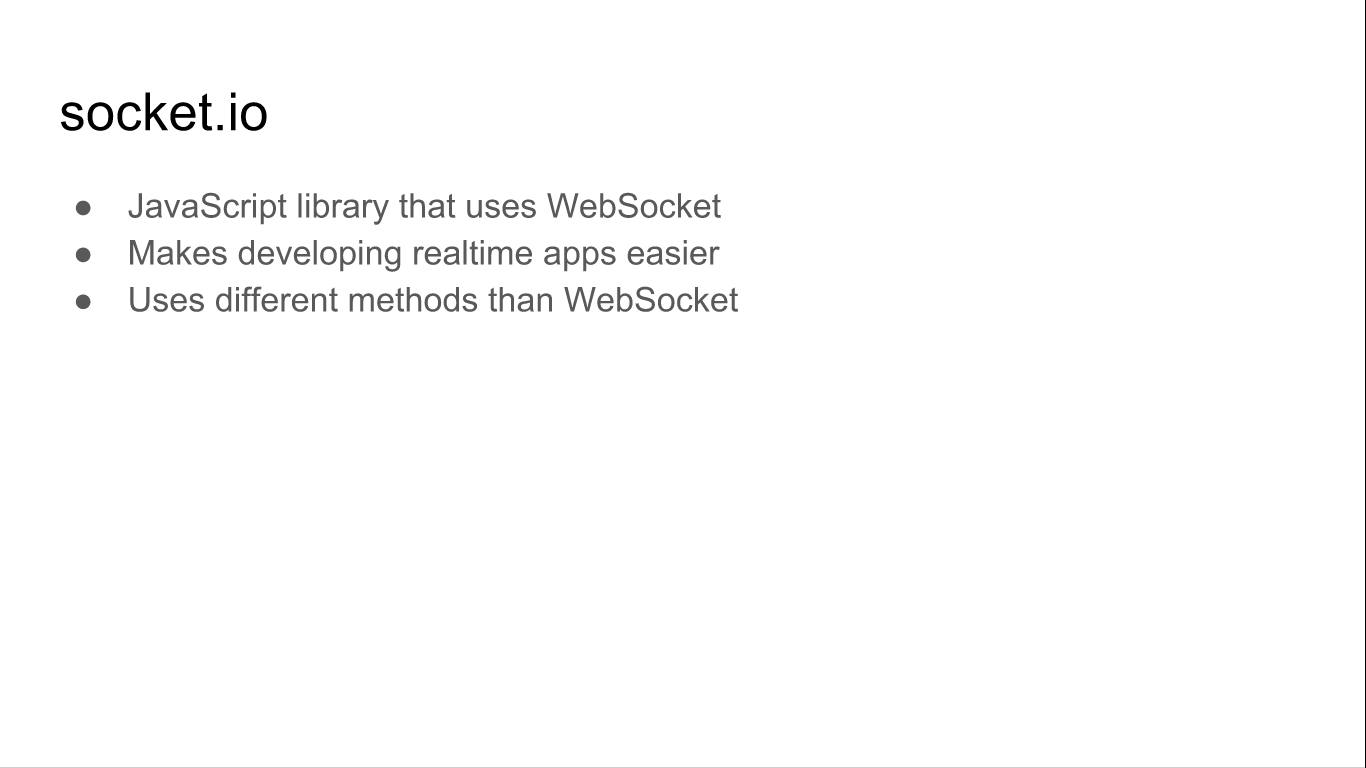 socket.io
● JavaScript library that uses WebSocket
● Makes developing realtime apps easier
● Uses different methods than WebSocket